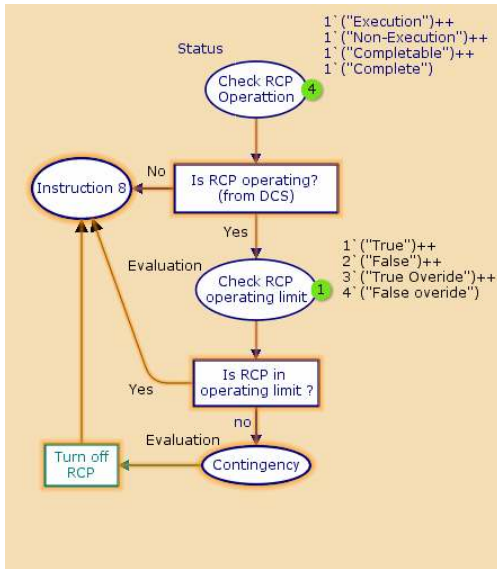 1`("Execution")++
1`("Non-Execution")++
1`("Completable")++
1`("Complete")
Status
Check RCP
Operattion
4
No
Instruction 8
Is RCP operating?
(from DCS)
Yes
1`("True")++
2`("False")++
3`("True Overide")++
4`("False overide")
Evaluation
Check RCP
operating limit
1
Is RCP in
operating limit ?
Yes
no
Evaluation
Turn off
RCP
Contingency